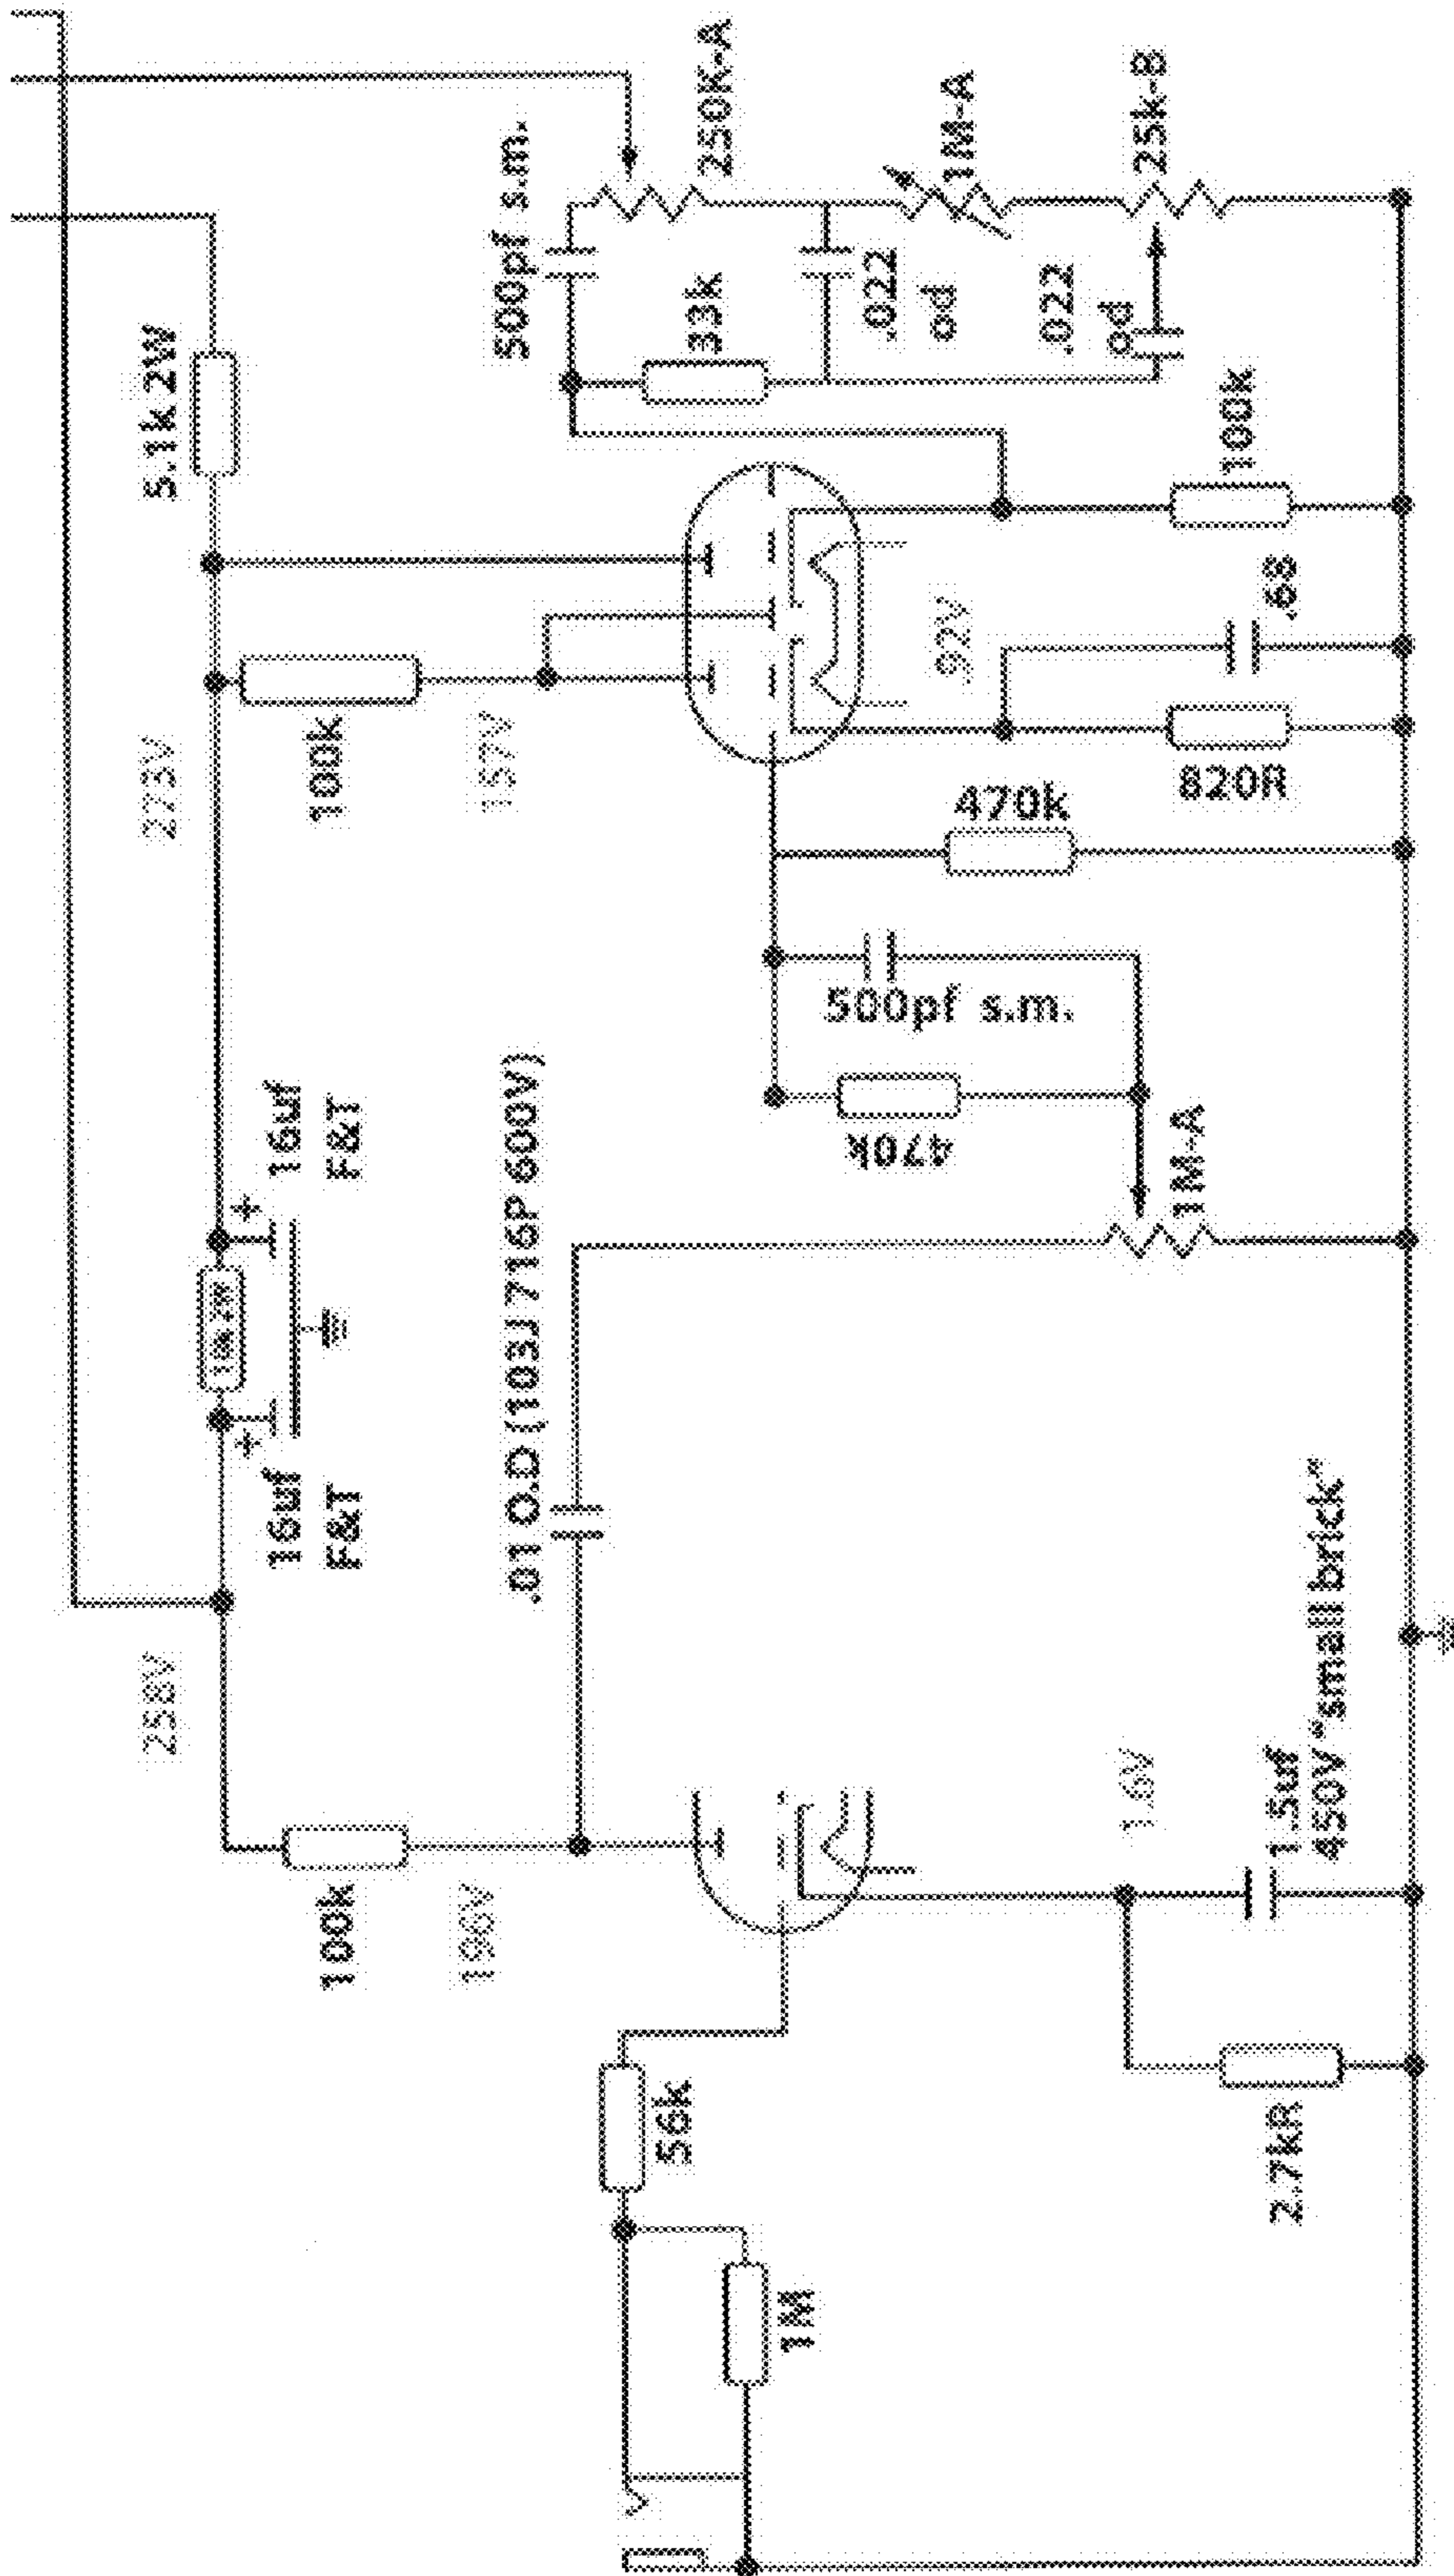 250K-A
500pf s.m.
1M-A
25k-B
.022
od
.022
od
33k
5.1k 2W
100k
.68
.92V
820R
470k
100k
157V
273V
500pf s.m.
470k
1M-A
16uf
F&T
16uf
F&T
.01 O.D (103J 716P 600V)
258V
100k
196V
1.6V
1.5uf
450V "small brick"
2.7kR
56k
1M